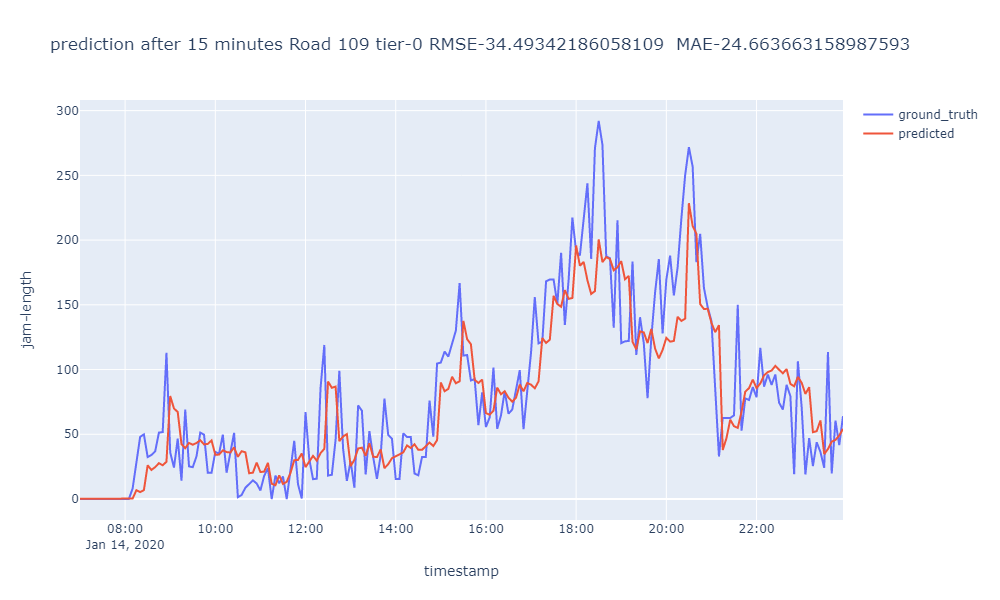 prediction after 15 minutes Road 109 tier-0 RMSE-34.49342186058109  MAE-24.663663158987593
ground_truth
predicted
jam-length
300
250
200
150
100
50
0
08:00 10:00 12:00 14:00 16:00 18:00 20:00 22:00
Jan 14, 2020
timestamp